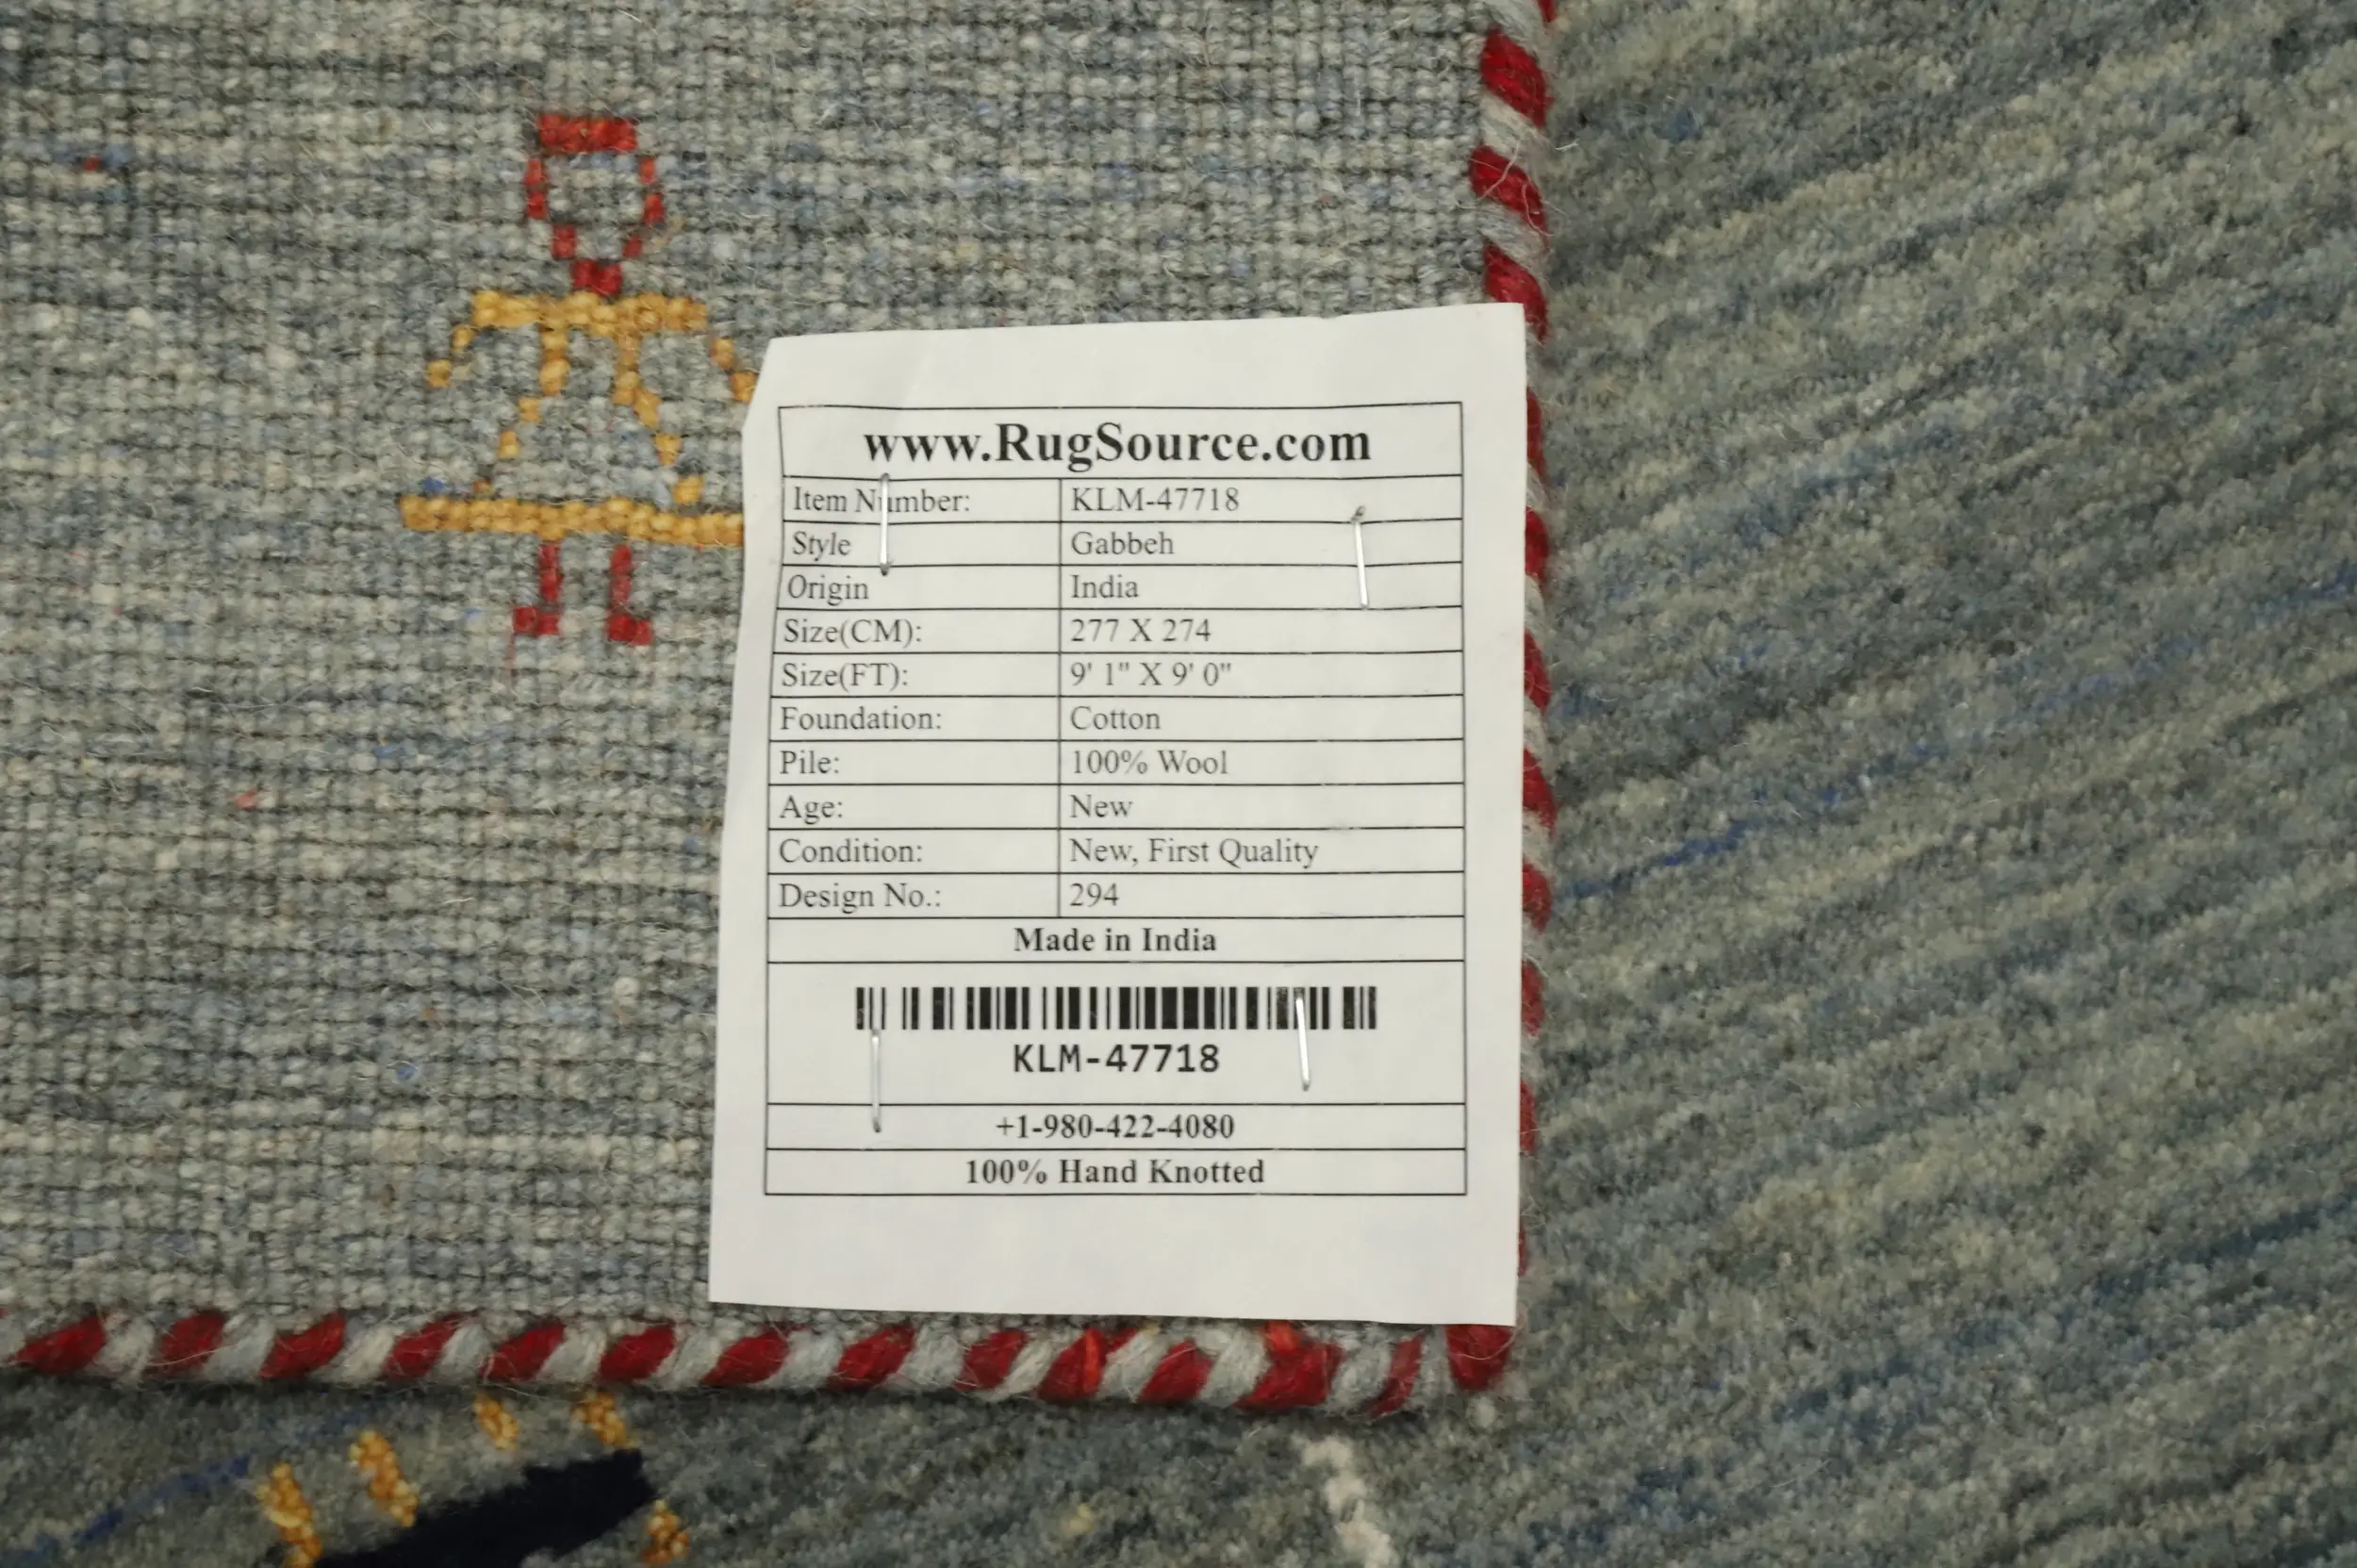 www.RugSource.com
Item Number: KLM-47718
Style Gabbeh
Origin India
Size(CM): 277 X 274
Size(FT): 9' 1" X 9' 0"
Foundation: Cotton
Pile: 100% Wool
Age: New
Condition: New, First Quality
Design No.: 294
Made in India
KLM-47718
+1-980-422-4080
100% Hand Knotted